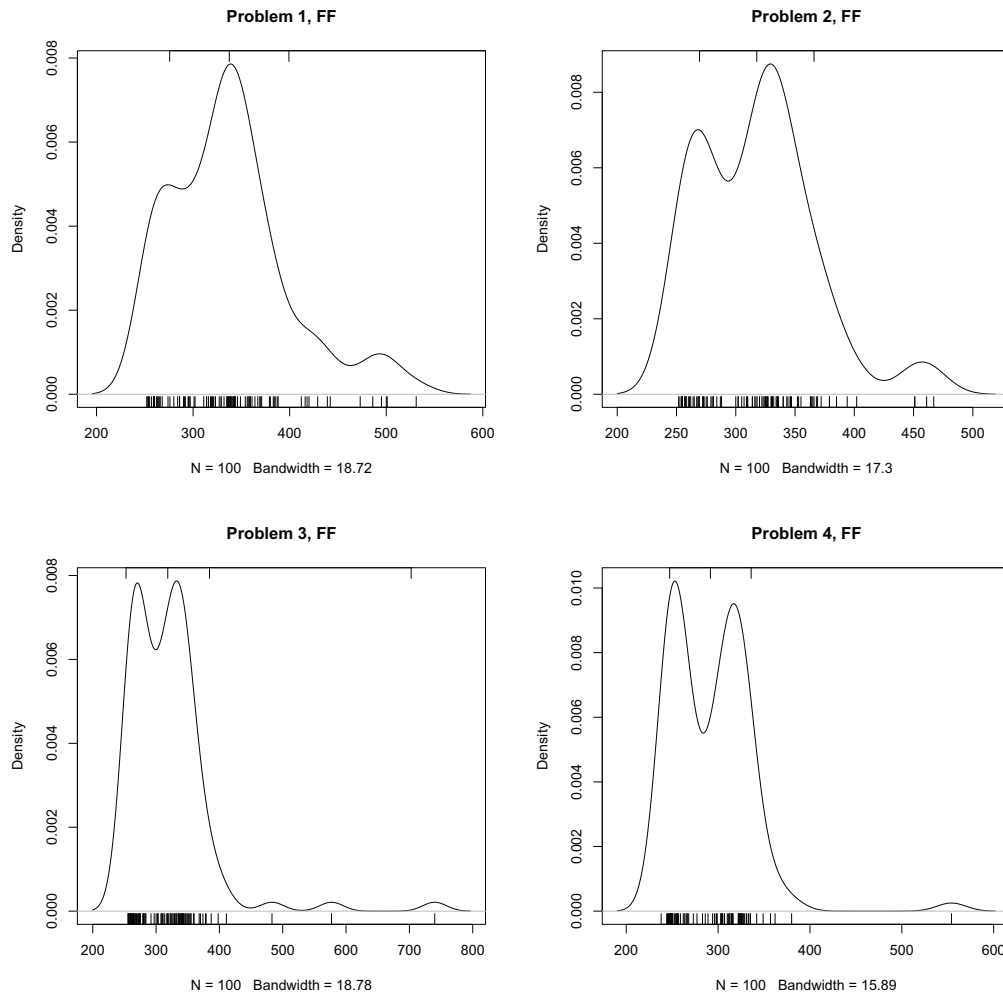 Problem 1, FF
Density
0.000 0.002 0.004 0.006 0.008
200 300 400 500 600
N = 100 Bandwidth = 18.72
Problem 2, FF
Density
0.000 0.002 0.004 0.006 0.008
200 250 300 350 400 450 500
N = 100 Bandwidth = 17.3
Problem 3, FF
Density
0.000 0.002 0.004 0.006 0.008
200 300 400 500 600 700 800
N = 100 Bandwidth = 18.78
Problem 4, FF
Density
0.000 0.002 0.004 0.006 0.008 0.010
200 300 400 500 600
N = 100 Bandwidth = 15.89